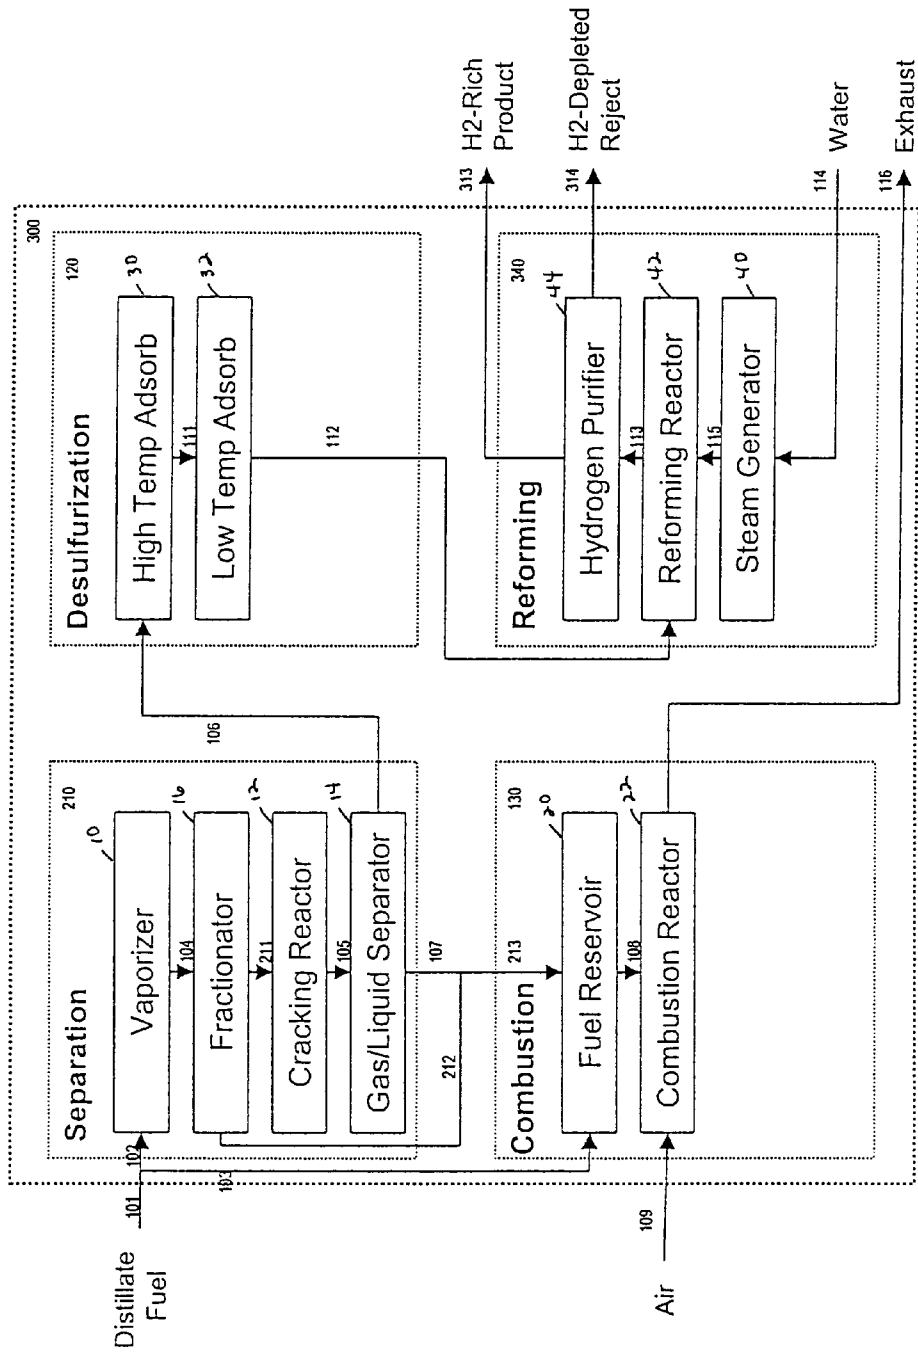 300
Separation
210
Vaporizer
10
104
Fractionator
16
211
Cracking Reactor
12
105
Gas/Liquid Separator
14
107
212
106
Desulfurization
120
High Temp Adsorb
30
111
Low Temp Adsorb
32
112
Distillate
Fuel
101
102
103
Combustion
130
213
Fuel Reservoir
20
108
Combustion Reactor
22
Air
109
Reforming
340
Hydrogen Purifier
44
113
Reforming Reactor
42
115
Steam Generator
40
313
H2-Rich
Product
314
H2-Depleted
Reject
114
Water
116
Exhaust